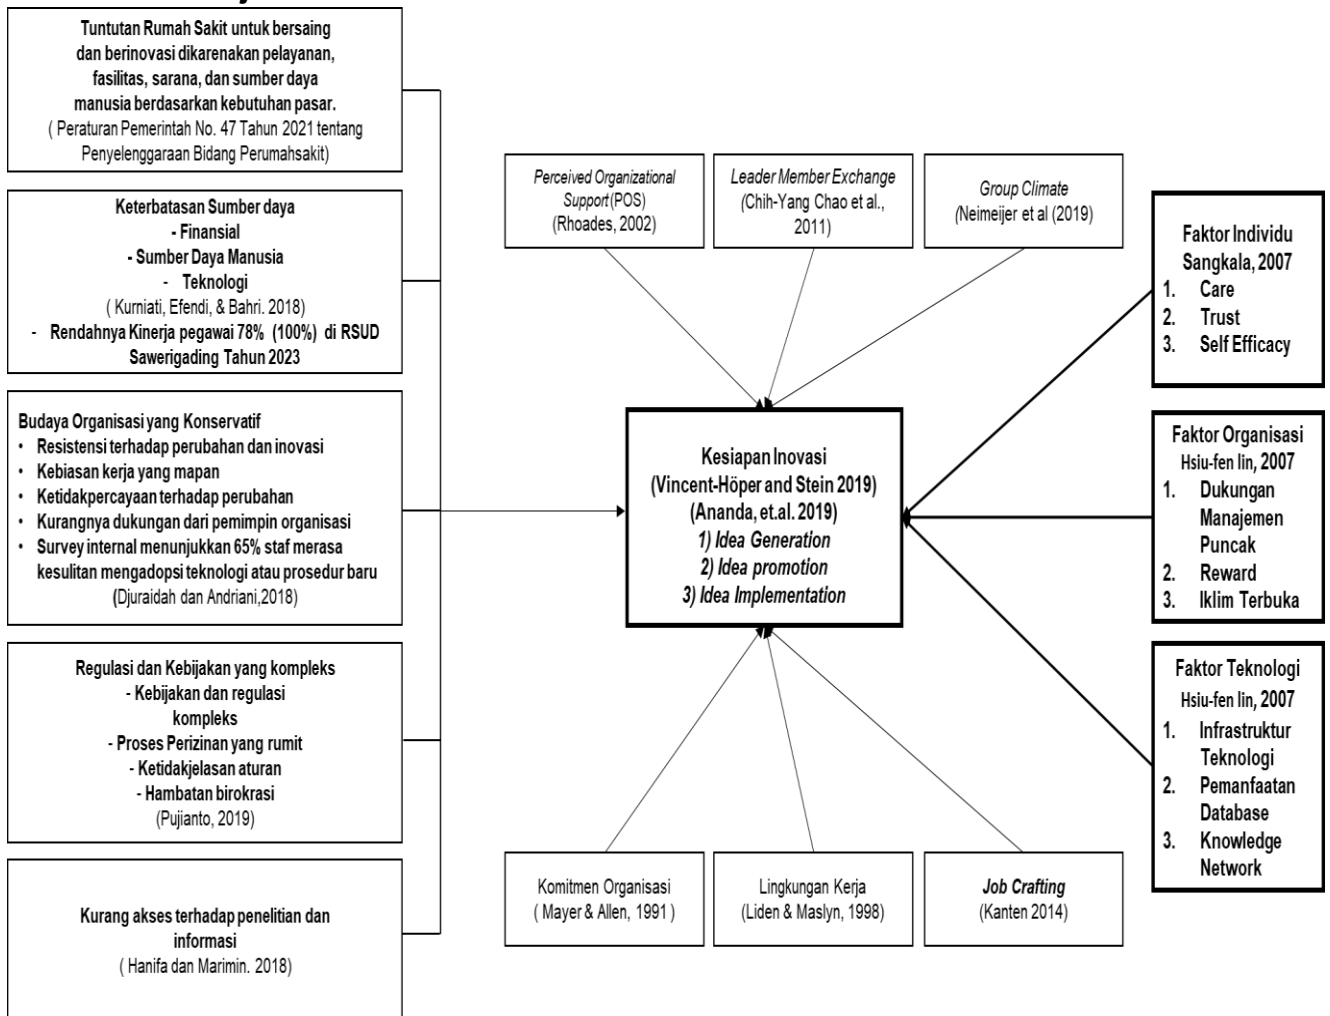 Tuntutan Rumah Sakit untuk bersaing
dan berinovasi dikarenakan pelayanan,
fasilitas, sarana, dan sumber daya
manusia berdasarkan kebutuhan pasar.
( Peraturan Pemerintah No. 47 Tahun 2021 tentang
Penyelenggaraan Bidang Perumahsakit)
Keterbatasan Sumber daya
- Finansial
- Sumber Daya Manusia
- Teknologi
( Kurniati, Efendi, & Bahri. 2018)
- Rendahnya Kinerja pegawai 78% (100%) di RSUD
Sawerigading Tahun 2023
Budaya Organisasi yang Konservatif
• Resistensi terhadap perubahan dan inovasi
• Kebiasan kerja yang mapan
• Ketidakpercayaan terhadap perubahan
• Kurangnya dukungan dari pemimpin organisasi
• Survey internal menunjukkan 65% staf merasa
kesulitan mengadopsi teknologi atau prosedur baru
(Djuraidah dan Andriani,2018)
Regulasi dan Kebijakan yang kompleks
- Kebijakan dan regulasi
kompleks
- Proses Perizinan yang rumit
- Ketidakjelasan aturan
- Hambatan birokrasi
(Pujianto, 2019)
Kurang akses terhadap penelitian dan
informasi
( Hanifa dan Marimin. 2018)
Perceived Organizational
Support (POS)
(Rhoades, 2002)
Leader Member Exchange
(Chih-Yang Chao et al.,
2011)
Group Climate
(Neimeijer et al (2019)
Kesiapan Inovasi
(Vincent-Höper and Stein 2019)
(Ananda, et.al. 2019)
1) Idea Generation
2) Idea promotion
3) Idea Implementation
Komitmen Organisasi
( Mayer & Allen, 1991 )
Lingkungan Kerja
(Liden & Maslyn, 1998)
Job Crafting
(Kanten 2014)
Faktor Individu
Sangkala, 2007
1. Care
2. Trust
3. Self Efficacy
Faktor Organisasi
Hsiu-fen lin, 2007
1. Dukungan
Manajemen
Puncak
2. Reward
3. Iklim Terbuka
Faktor Teknologi
Hsiu-fen lin, 2007
1. Infrastruktur
Teknologi
2. Pemanfaatan
Database
3. Knowledge
Network